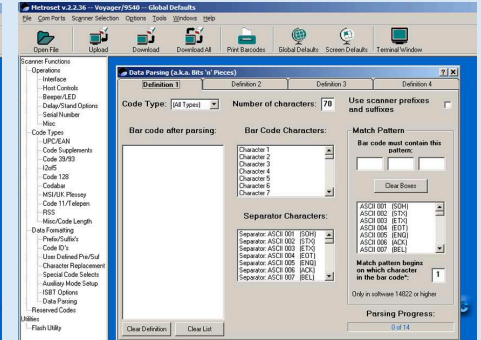 Metroset v.2.2.36 -- Voyager/9540 -- Global Defaults
File Com Ports Scanner Selection Options Tools Windows Help
Open File Upload Download Download All Print Barcodes Global Defaults Screen Defaults Terminal Window
Scanner Functions
Operations
Interface
Host Controls
Beeper/LED
Delay/Stand Options
Serial Number
Misc
Code Types
UPC/EAN
Code Supplements
Code 39/93
I2of5
Code 128
Codabar
MSI/UK Plessey
Code 11/Telepen
RSS
Misc/Code Length
Data Formatting
Prefix/Suffix's
Code ID's
User Defined Pre/Suf
Character Replacement
Special Code Selects
Auxiliary Mode Setup
ISBT Options
Data Parsing
Reserved Codes
Utilities
Flash Utility
Data Parsing (a.k.a. Bits 'n' Pieces)
Definition 1 Definition 2 Definition 3 Definition 4
Code Type: (All Types) Number of characters: 70 Use scanner prefixes
and suffixes
Bar code after parsing:
Clear Definition Clear List
Bar Code Characters:
Character 1
Character 2
Character 3
Character 4
Character 5
Character 6
Character 7
Separator Characters:
Separator: ASCII 001 (SOH)
Separator: ASCII 002 (STX)
Separator: ASCII 003 (ETX)
Separator: ASCII 004 (EOT)
Separator: ASCII 005 (ENQ)
Separator: ASCII 006 (ACK)
Separator: ASCII 007 (BEL)
Match Pattern
Bar code must contain this
pattern:
Clear Boxes
ASCII 001 (SOH)
ASCII 002 (STX)
ASCII 003 (ETX)
ASCII 004 (EOT)
ASCII 005 (ENQ)
ASCII 006 (ACK)
ASCII 007 (BEL)
Match pattern begins
on which character
in the bar code*: 1
Only in software 14822 or higher
Parsing Progress:
0 of 14